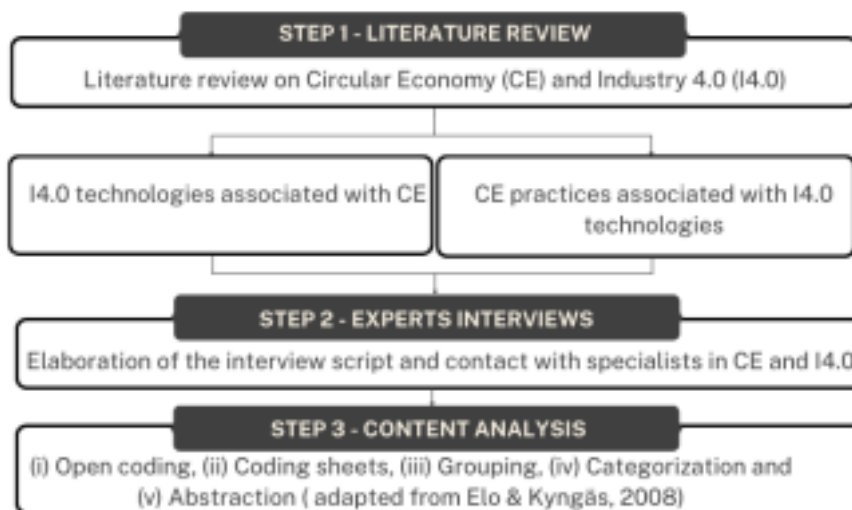 STEP 1 - LITERATURE REVIEW
Literature review on Circular Economy (CE) and Industry 4.0 (I4.0)
I4.0 technologies associated with CE
CE practices associated with I4.0
technologies
STEP 2 - EXPERTS INTERVIEWS
Elaboration of the interview script and contact with specialists in CE and I4.0
STEP 3 - CONTENT ANALYSIS
(i) Open coding, (ii) Coding sheets, (iii) Grouping, (iv) Categorization and
(v) Abstraction ( adapted from Elo & Kyngäs, 2008)